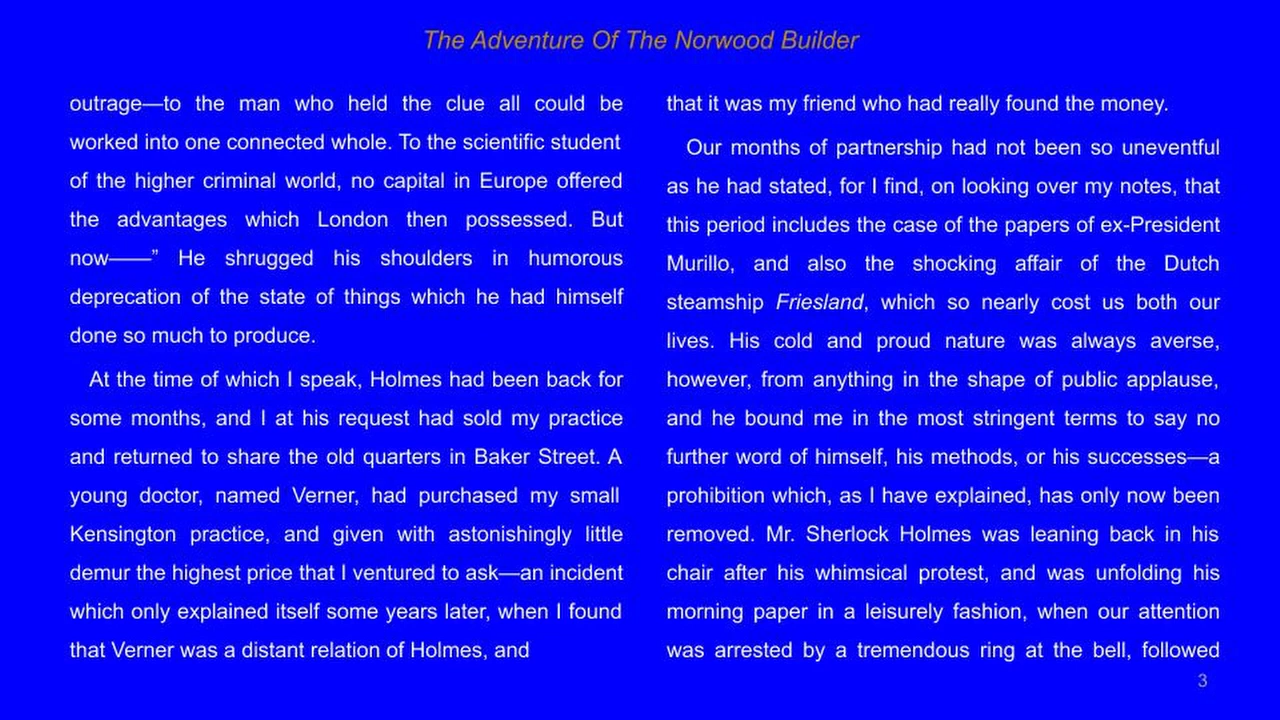 The Adventure Of The Norwood Builder
outrage—to the man who held the clue all could be
worked into one connected whole. To the scientific student
of the higher criminal world, no capital in Europe offered
the advantages which London then possessed. But
now——” He shrugged his shoulders in humorous
deprecation of the state of things which he had himself
done so much to produce.
At the time of which I speak, Holmes had been back for
some months, and I at his request had sold my practice
and returned to share the old quarters in Baker Street. A
young doctor, named Verner, had purchased my small
Kensington practice, and given with astonishingly little
demur the highest price that I ventured to ask—an incident
which only explained itself some years later, when I found
that Verner was a distant relation of Holmes, and
that it was my friend who had really found the money.
Our months of partnership had not been so uneventful
as he had stated, for I find, on looking over my notes, that
this period includes the case of the papers of ex-President
Murillo, and also the shocking affair of the Dutch
steamship Friesland, which so nearly cost us both our
lives. His cold and proud nature was always averse,
however, from anything in the shape of public applause,
and he bound me in the most stringent terms to say no
further word of himself, his methods, or his successes—a
prohibition which, as I have explained, has only now been
removed. Mr. Sherlock Holmes was leaning back in his
chair after his whimsical protest, and was unfolding his
morning paper in a leisurely fashion, when our attention
was arrested by a tremendous ring at the bell, followed
3